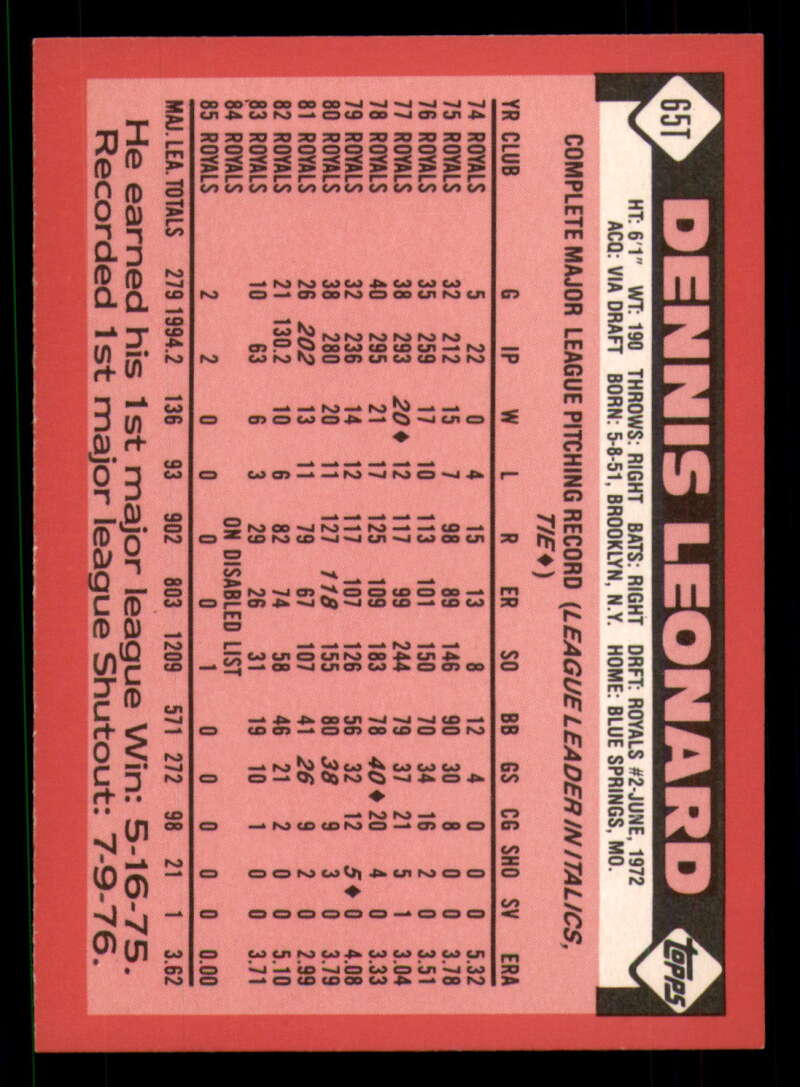 65T
DENNIS LEONARD
topps
HT: 6'1" WT: 190 THROWS: RIGHT BATS: RIGHT DRFT: ROYALS #2-JUNE, 1972
ACQ: VIA DRAFT BORN: 5-8-51, BROOKLYN, N.Y. HOME: BLUE SPRINGS, MO.
COMPLETE MAJOR LEAGUE PITCHING RECORD (LEAGUE LEADER IN ITALICS,
TIE♦)
YR CLUB G IP W L R ER SO BB GS CG SHO SV ERA
74 ROYALS 5 22 0 4 15 13 8 12 4 0 0 0 5.32
75 ROYALS 32 212 15 7 98 89 146 90 30 8 0 0 3.78
76 ROYALS 35 259 17 10 113 101 150 70 34 16 2 0 3.51
77 ROYALS 38 293 20♦ 12 117 99 244 79 37 21 5 1 3.04
78 ROYALS 40 295 21 17 125 109 183 78 40♦ 20 4 0 3.33
79 ROYALS 32 236 14 12 117 107 126 56 32 12 5♦ 0 4.08
80 ROYALS 38 280 20 11 127 118 155 80 38 9 3 0 3.79
81 ROYALS 26 202 13 11 79 67 107 41 26 9 2 0 2.99
82 ROYALS 21 130.2 10 6 82 74 58 46 21 2 0 0 5.10
83 ROYALS 10 63 6 3 29 26 31 19 10 1 0 0 3.71
84 ROYALS ON DISABLED LIST
85 ROYALS 2 2 0 0 0 0 1 0 0 0 0 0 0.00
MAJ. LEA. TOTALS 279 1994.2 136 93 902 803 1209 571 272 98 21 1 3.62
He earned his 1st major league Win: 5-16-75.
Recorded 1st major league Shutout: 7-9-76.